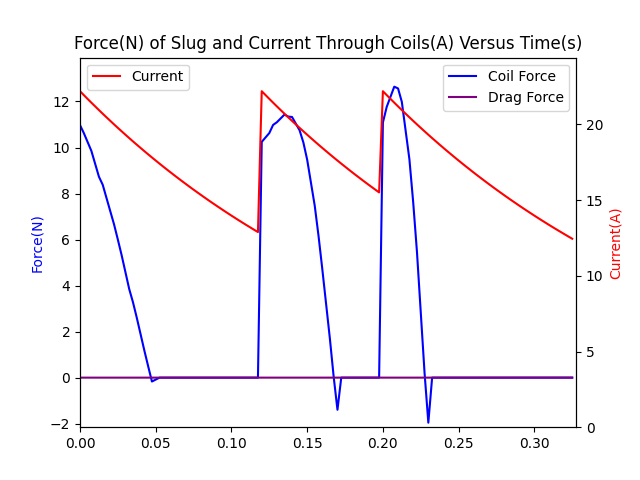 Force(N) of Slug and Current Through Coils(A) Versus Time(s)
Current
Coil Force
Drag Force
Force(N)
12
10
8
6
4
2
0
−2
20
15
10
5
0
Current(A)
0.00 0.05 0.10 0.15 0.20 0.25 0.30